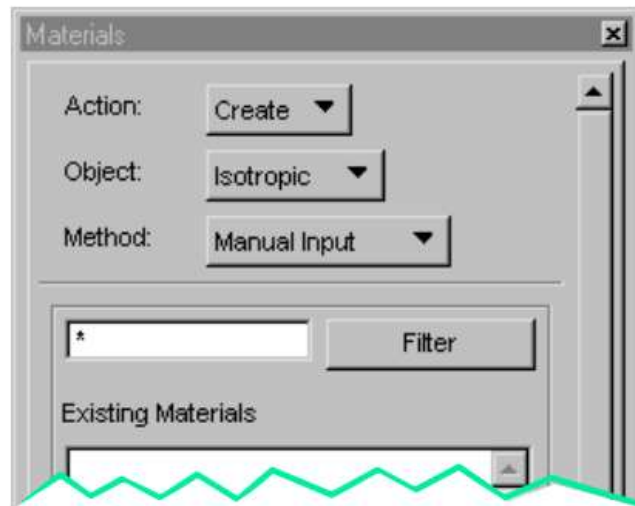 Materials
Action: Create
Object: Isotropic
Method: Manual Input
* Filter
Existing Materials